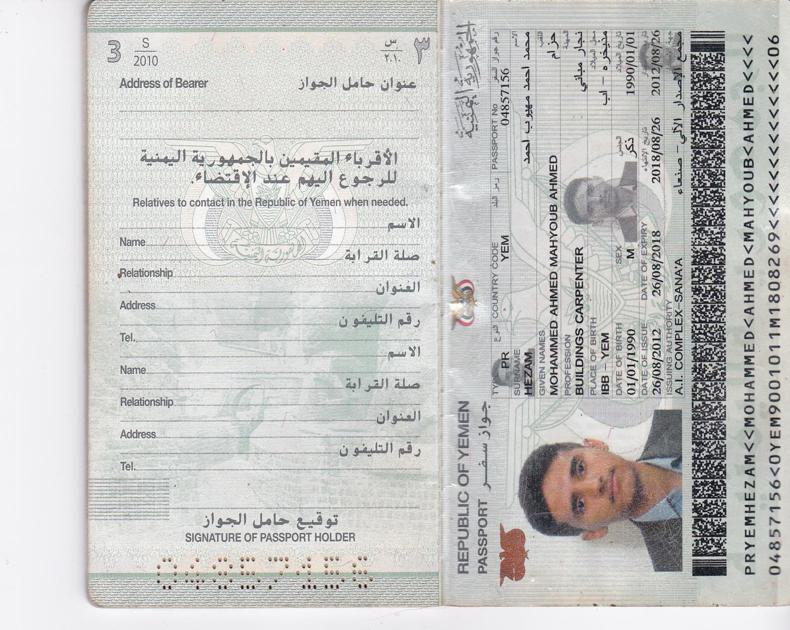 3
S
2010
Address of Bearer
عنوان حامل الجواز
س
٢٠١٠
٣
الأقرباء المقيمين بالجمهورية اليمنية
للرجوع اليهم عند الإقتضاء.
Relatives to contact in the Republic of Yemen when needed.
Name
الاسم
Relationship
صلة القرابة
Address
العنوان
Tel.
رقم التليفون
Name
الاسم
Relationship
صلة القرابة
Address
العنوان
Tel.
رقم التليفون
توقيع حامل الجواز
SIGNATURE OF PASSPORT HOLDER
REPUBLIC OF YEMEN
الجمهورية اليمنية
PASSPORT جواز سفر
TYPE النوع COUNTRY CODE رمز البلد PASSPORT No رقم جواز السفر
PR YEM 04857156
SURNAME الاسم
HEZAM محمد احمد مهيوب احمد
GIVEN NAMES اللقب
MOHAMMED AHMED MAHYOUB AHMED حزام
PROFESSION المهنة
BUILDINGS CARPENTER نجار مباني
PLACE OF BIRTH محل الميلاد
IBB - YEM مذيخره - اب
DATE OF BIRTH SEX الجنس تاريخ الميلاد
01/01/1990 M ذكر 1990/01/01
DATE OF ISSUE DATE OF EXPIRY تاريخ الإنتهاء تاريخ الإصدار
26/08/2012 26/08/2018 2018/08/26 2012/08/26
ISSUING AUTHORITY
A.I. COMPLEX-SANA'A مجمع الإصدار الآلي- صنعاء
PRYEMHEZAM<<MOHAMMED<AHMED<MAHYOUB<AHMED<<<<
04857156<0YEM9001011M1808269<<<<<<<<<<<<<<06